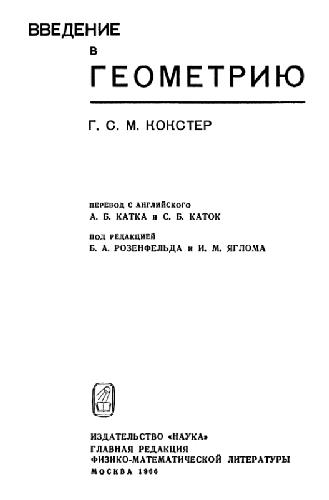 ВВЕДЕНИЕ
В
ГЕОМЕТРИЮ
Г. С. М. КОКСТЕР
ПЕРЕВОД С АНГЛИЙСКОГО
А. Б. КАТКА и С. Б. КАТОК
ПОД РЕДАКЦИЕЙ
Б. А. РОЗЕНФЕЛЬДА и И. М. ЯГЛОМА
ИЗДАТЕЛЬСТВО «НАУКА»
ГЛАВНАЯ РЕДАКЦИЯ
ФИЗИКО-МАТЕМАТИЧЕСКОЙ ЛИТЕРАТУРЫ
МОСКВА 1966